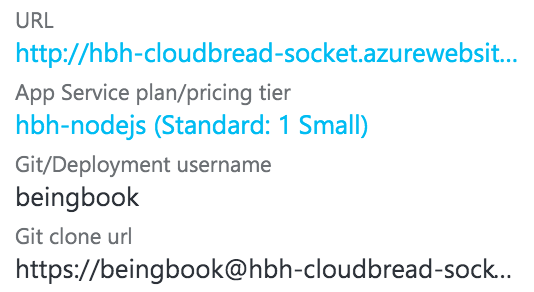 URL
http://hbh-cloudbread-socket.azurewebsit...
App Service plan/pricing tier
hbh-nodejs (Standard: 1 Small)
Git/Deployment username
beingbook
Git clone url
https://beingbook@hbh-cloudbread-sock...